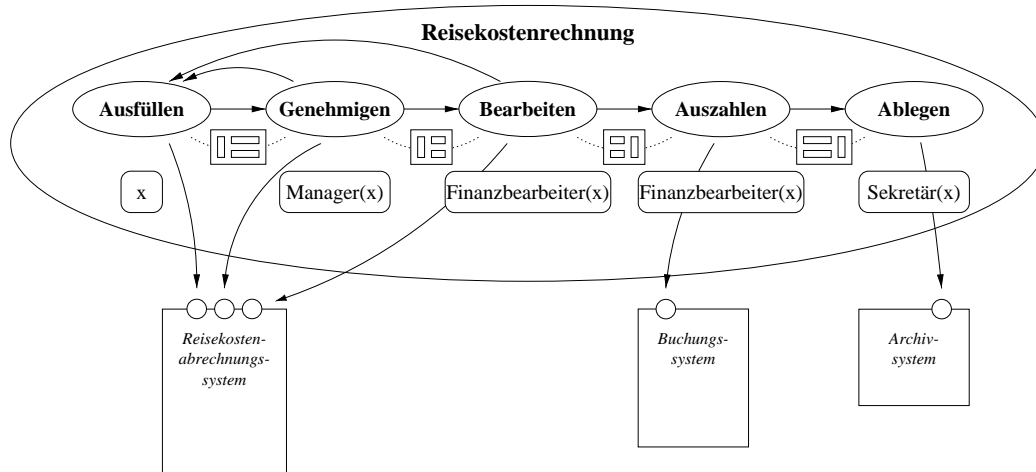 Reisekostenrechnung
Ausfüllen
Genehmigen
Bearbeiten
Auszahlen
Ablegen
x
Manager(x)
Finanzbearbeiter(x)
Finanzbearbeiter(x)
Sekretär(x)
Reisekosten-
abrechnungs-
system
Buchungs-
system
Archiv-
system